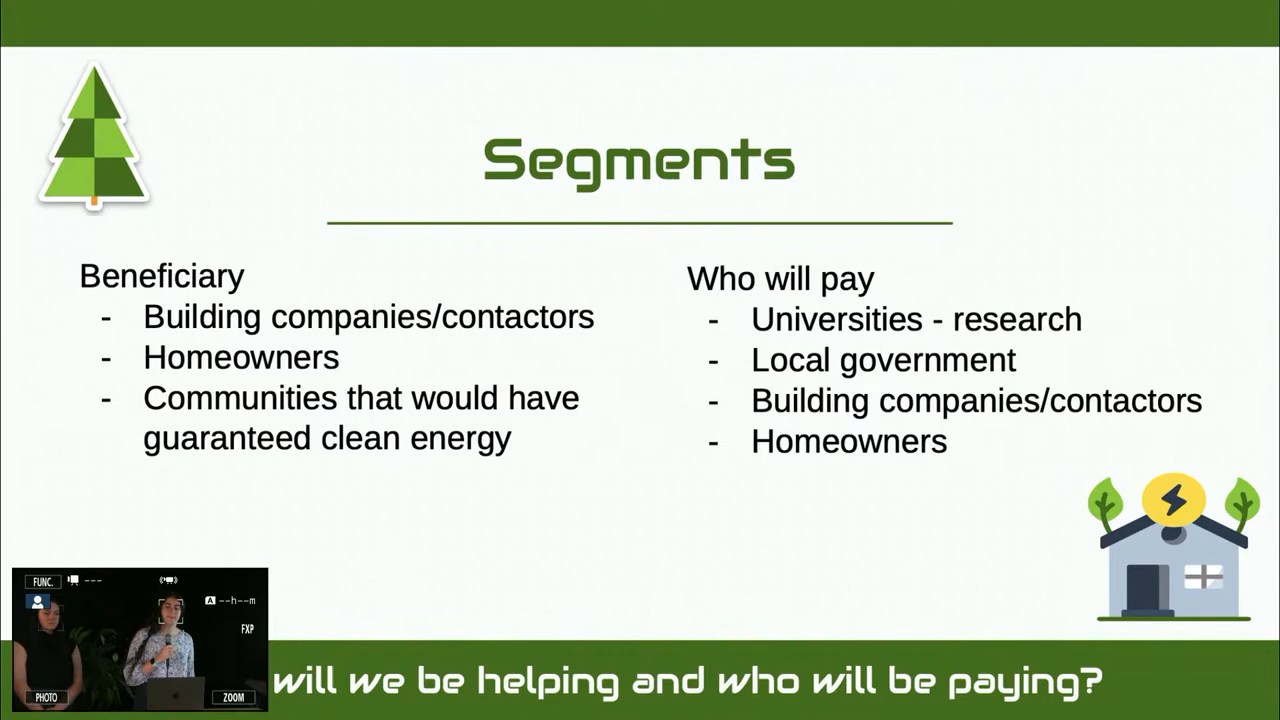 Segments
Beneficiary
- Building companies/contactors
- Homeowners
- Communities that would have
guaranteed clean energy
Who will pay
- Universities - research
- Local government
- Building companies/contactors
- Homeowners
FUNC.
---
A --h--m
FXP
PHOTO
ZOOM
will we be helping and who will be paying?